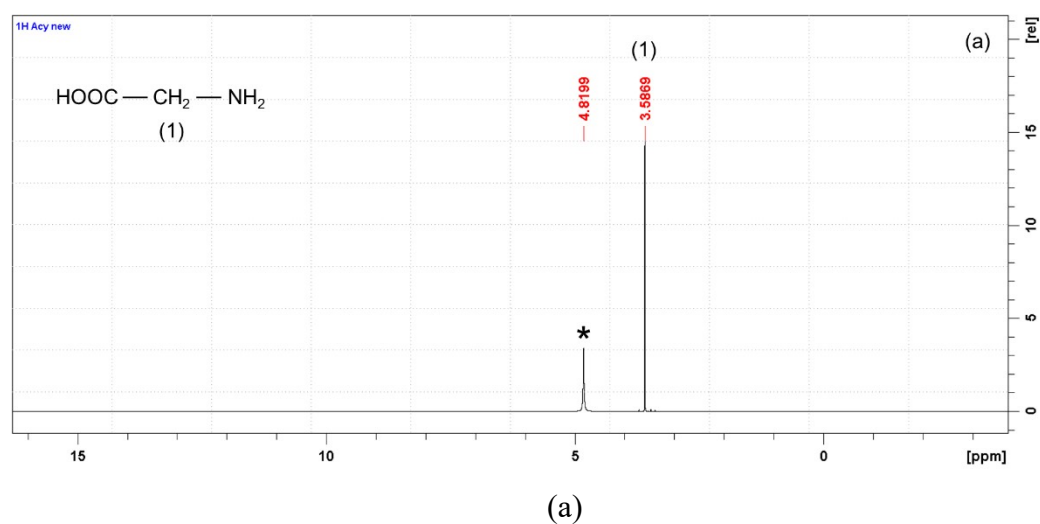 1H Acy new
(1)
(a)
[rel]
HOOC — CH₂ — NH₂
(1)
4.8199
3.5869
*
15
10
5
0
15
10
5
0
[ppm]
(a)